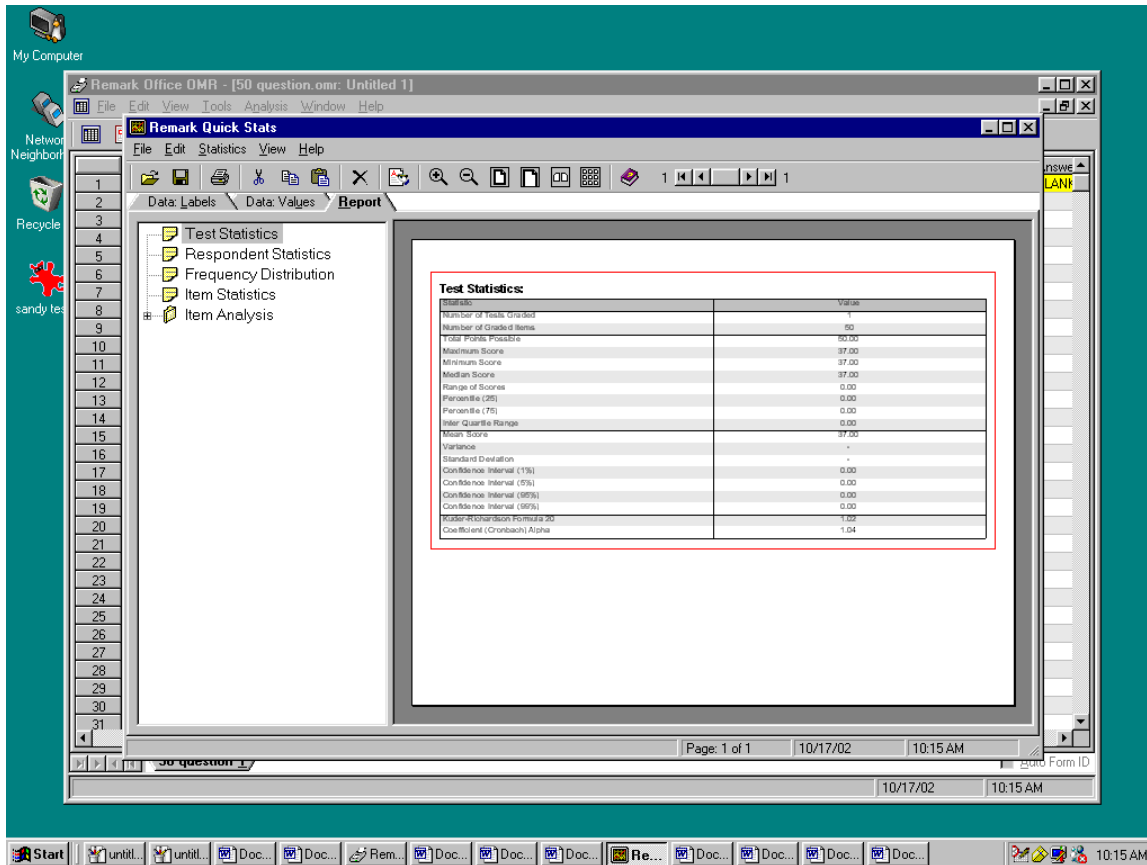 My Computer
Remark Office OMR - [50 question.omr: Untitled 1]
File Edit View Tools Analysis Window Help
Remark Quick Stats
File Edit Statistics View Help
1 1
Data: Labels Data: Values Report
Test Statistics
Respondent Statistics
Frequency Distribution
Item Statistics
Item Analysis
Test Statistics:
Statistic Value
Number of Tests Graded 1
Number of Graded Items 50
Total Points Possible 50.00
Maximum Score 37.00
Minimum Score 37.00
Median Score 37.00
Range of Scores 0.00
Percentile (25) 0.00
Percentile (75) 0.00
Inter Quartile Range 0.00
Mean Score 37.00
Variance -
Standard Deviation -
Confidence Interval (1%) 0.00
Confidence Interval (5%) 0.00
Confidence Interval (95%) 0.00
Confidence Interval (99%) 0.00
Kuder-Richardson Formula 20 1.02
Coefficient (Cronbach) Alpha 1.04
Networ
Neighborh
Recycle
sandy tes
nswe
LANK
1
2
3
4
5
6
7
8
9
10
11
12
13
14
15
16
17
18
19
20
21
22
23
24
25
26
27
28
29
30
31
Page: 1 of 1 10/17/02 10:15 AM
50 question 1 Auto Form ID
10/17/02 10:15 AM
Start untitl... untitl... Doc... Doc... Rem... Doc... Doc... Doc... Re... Doc... Doc... Doc... Doc... 10:15 AM